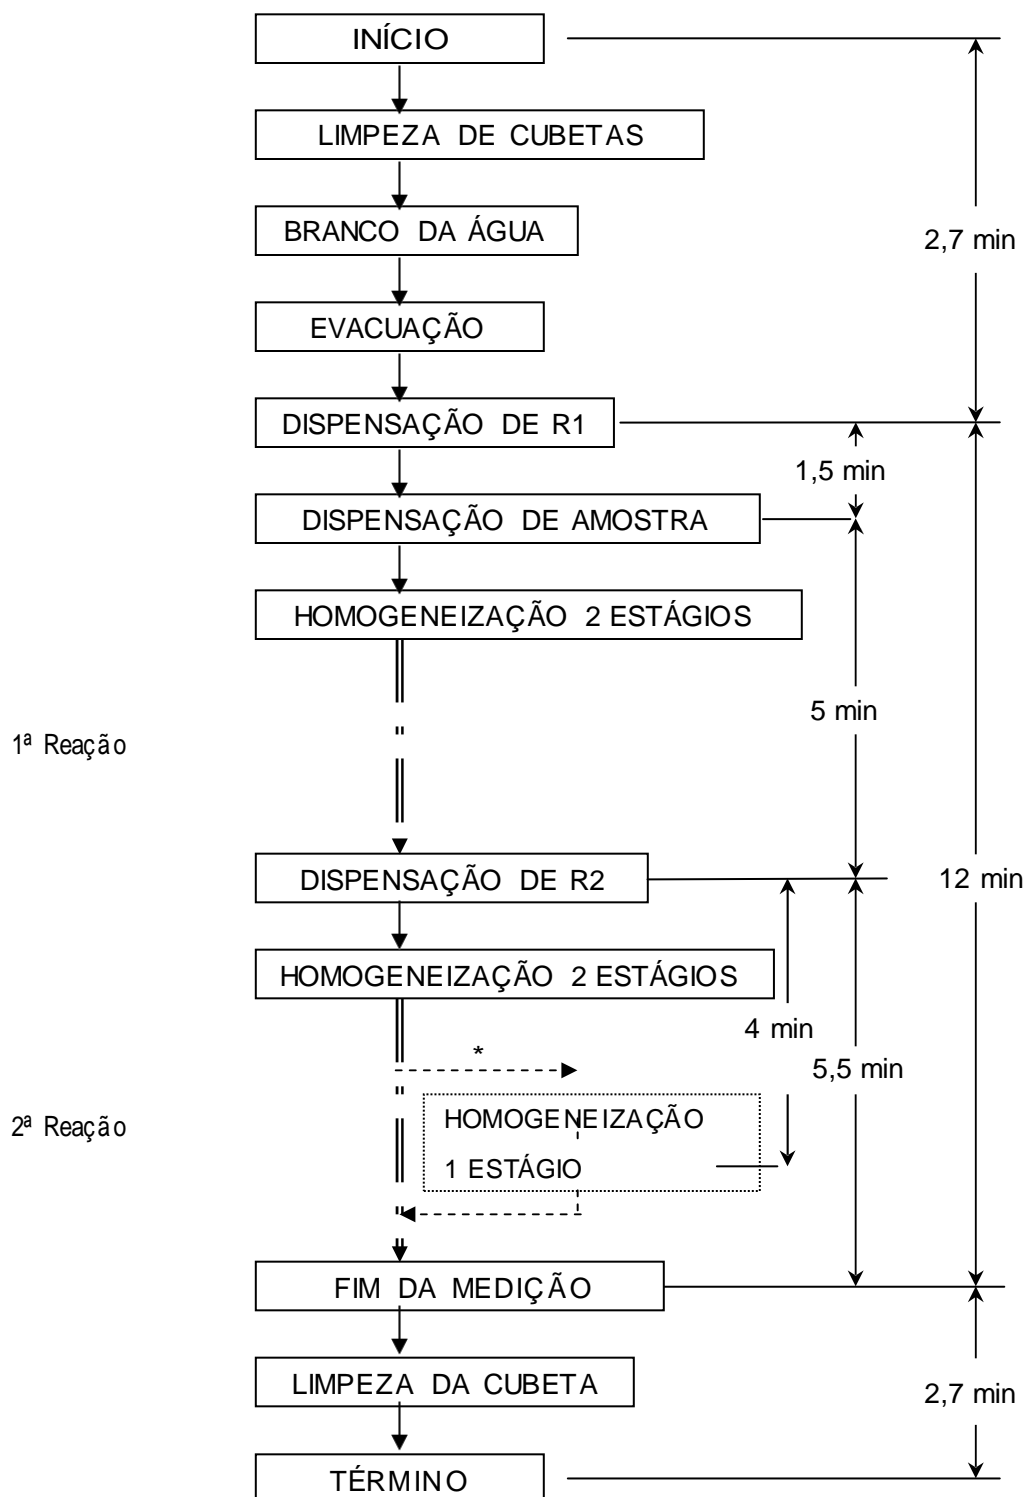 INÍCIO
LIMPEZA DE CUBETAS
BRANCO DA ÁGUA
2,7 min
EVACUAÇÃO
DISPENSAÇÃO DE R1
1,5 min
DISPENSAÇÃO DE AMOSTRA
HOMOGENEIZAÇÃO 2 ESTÁGIOS
5 min
1ª Reação
DISPENSAÇÃO DE R2
12 min
HOMOGENEIZAÇÃO 2 ESTÁGIOS
4 min
*
5,5 min
2ª Reação
HOMOGENEIZAÇÃO
1 ESTÁGIO
FIM DA MEDIÇÃO
LIMPEZA DA CUBETA
2,7 min
TÉRMINO